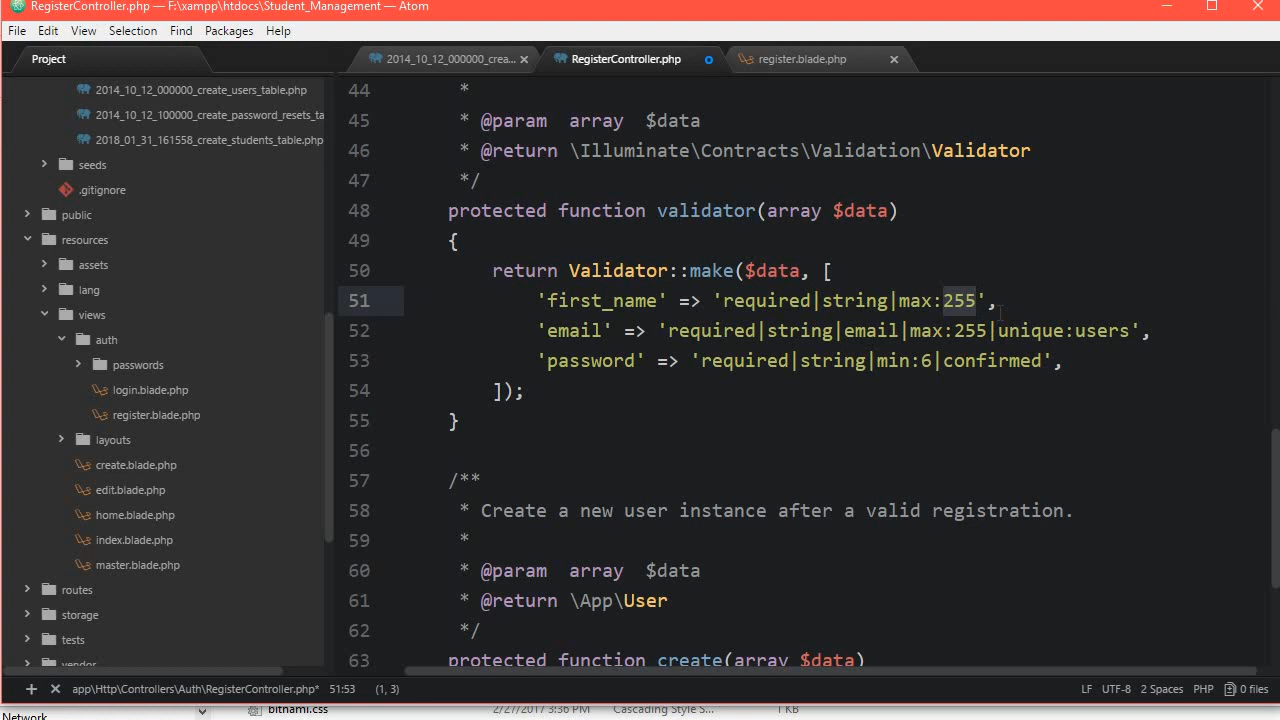 RegisterController.php — F:\xampp\htdocs\Student_Management — Atom
File Edit View Selection Find Packages Help
Project
2014_10_12_000000_crea...
RegisterController.php
register.blade.php
2014_10_12_000000_create_users_table.php
2014_10_12_100000_create_password_resets_ta
2018_01_31_161558_create_students_table.php
seeds
.gitignore
public
resources
assets
lang
views
auth
passwords
login.blade.php
register.blade.php
layouts
create.blade.php
edit.blade.php
home.blade.php
index.blade.php
master.blade.php
routes
storage
tests
vendor
44 *
45 * @param  array  $data
46 * @return \Illuminate\Contracts\Validation\Validator
47 */
48 protected function validator(array $data)
49 {
50 return Validator::make($data, [
51 'first_name' => 'required|string|max:255',
52 'email' => 'required|string|email|max:255|unique:users',
53 'password' => 'required|string|min:6|confirmed',
54 ]);
55 }
56
57 /**
58 * Create a new user instance after a valid registration.
59 *
60 * @param  array  $data
61 * @return \App\User
62 */
63 protected function create(array $data)
app\Http\Controllers\Auth\RegisterController.php* 51:53 (1, 3) LF UTF-8 2 Spaces PHP 0 files
Network bitnami.css 2/27/2017 3:36 PM Cascading Style S... 1 KB